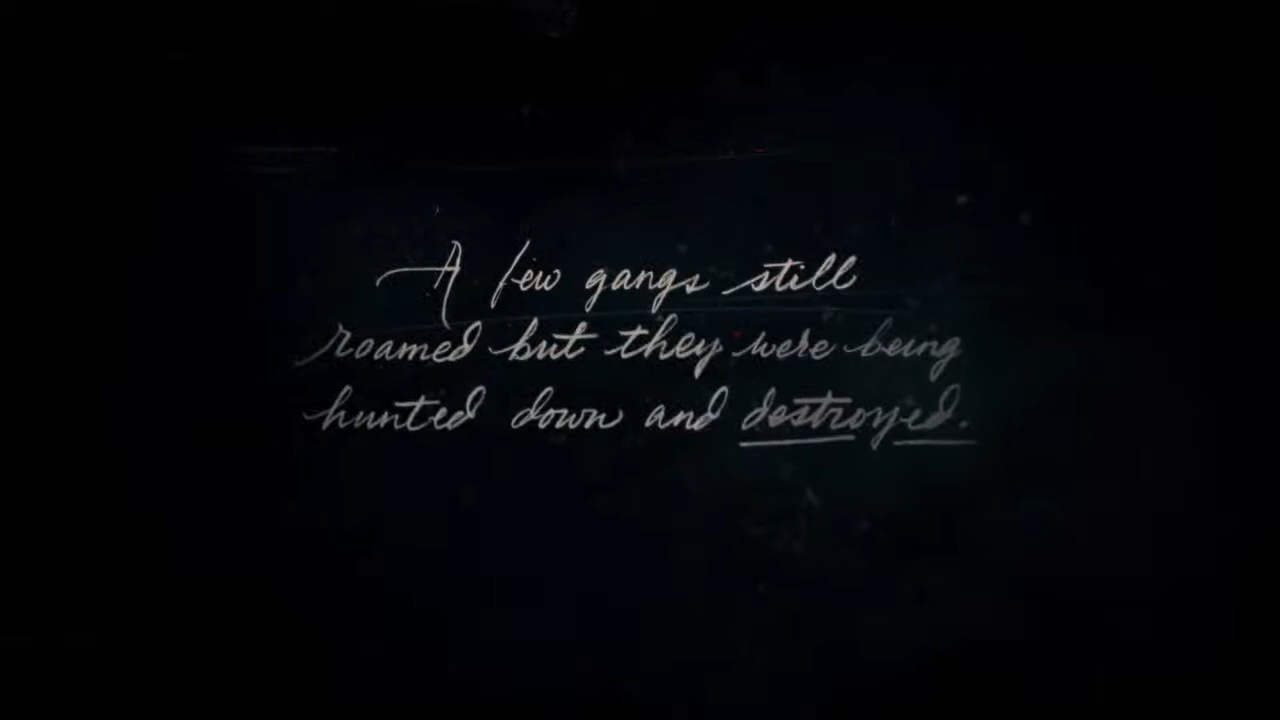 A few gangs still
roamed but they were being
hunted down and destroyed.